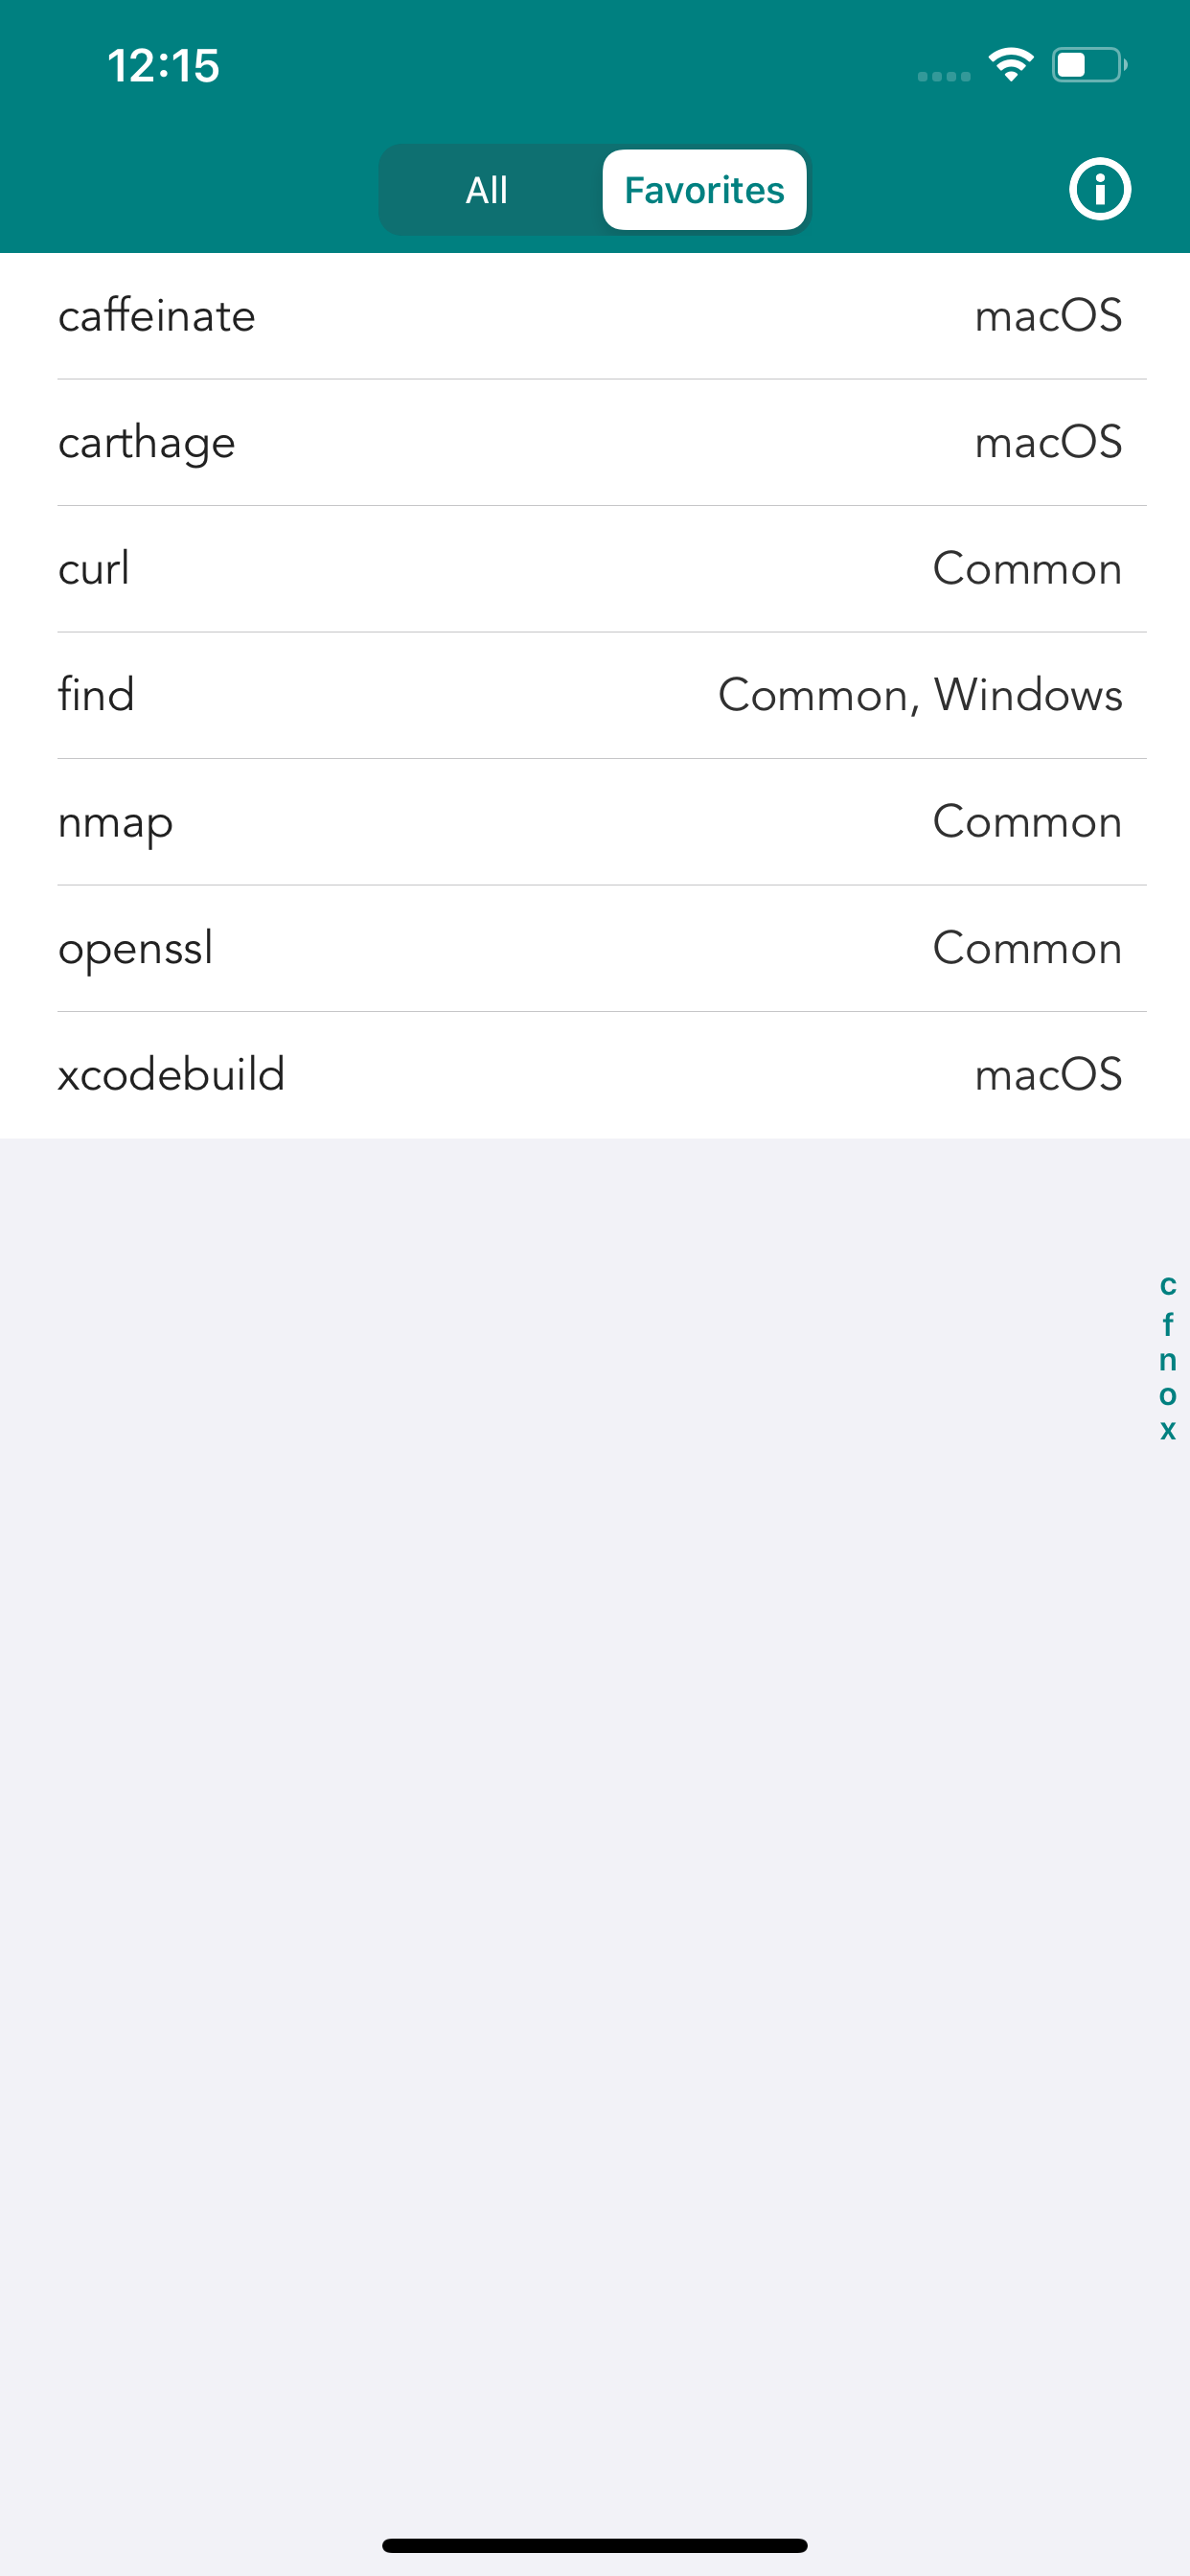 12:15
All Favorites
caffeinate macOS
carthage macOS
curl Common
find Common, Windows
nmap Common
openssl Common
xcodebuild macOS
c
f
n
o
x